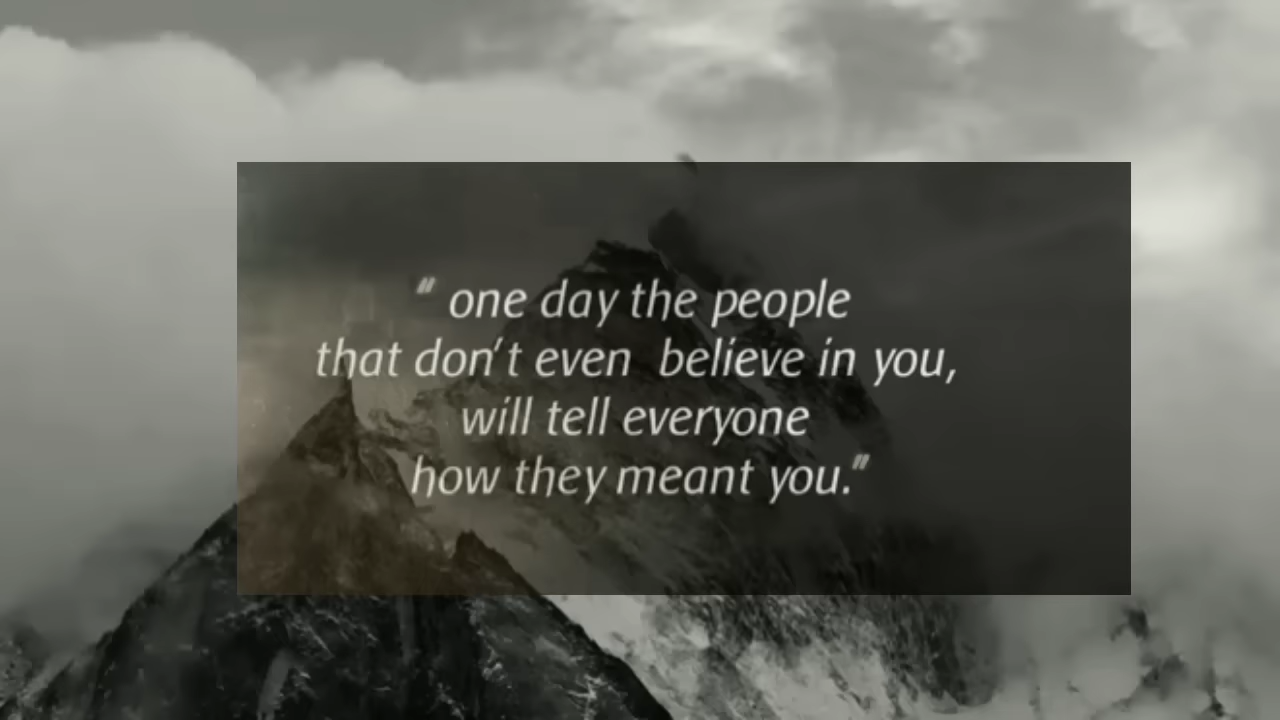 " one day the people
that don't even believe in you,
will tell everyone
how they meant you."